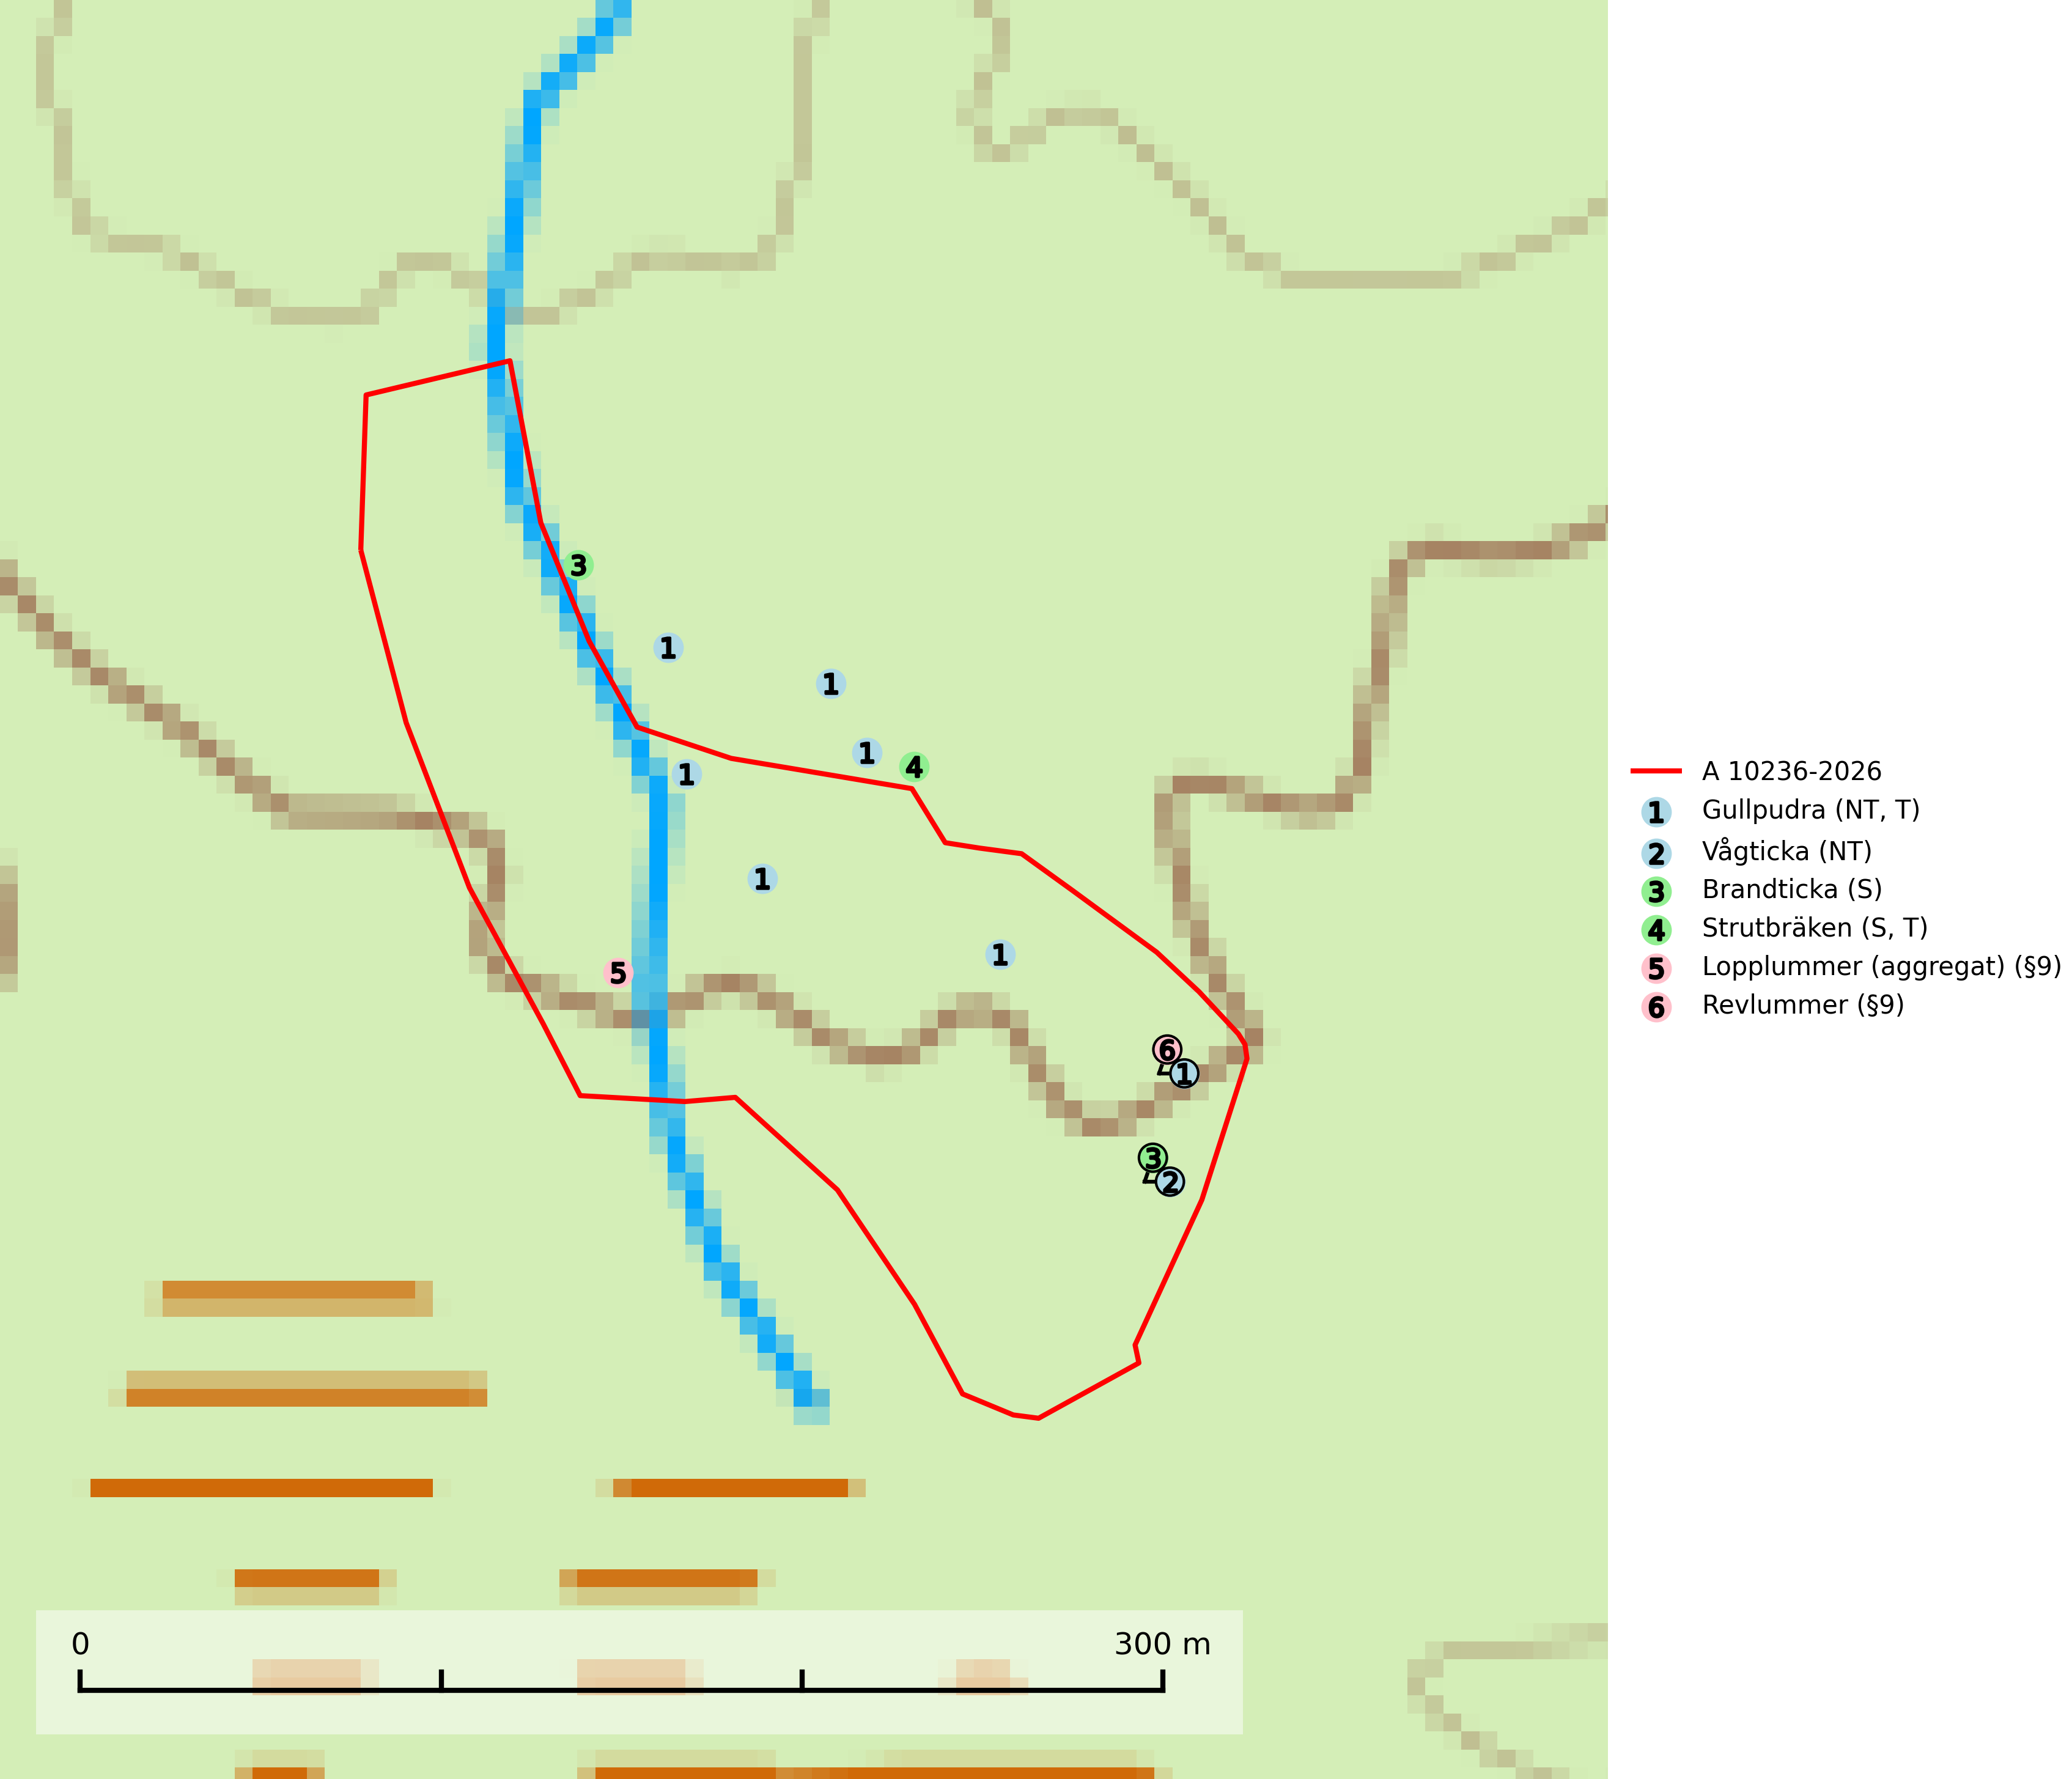 3
1
1
1
4
1
1
1
5
6
1
3
2
A 10236-2026
1 Gullpudra (NT, T)
2 Vågticka (NT)
3 Brandticka (S)
4 Strutbräken (S, T)
5 Lopplummer (aggregat) (§9)
6 Revlummer (§9)
0 300 m